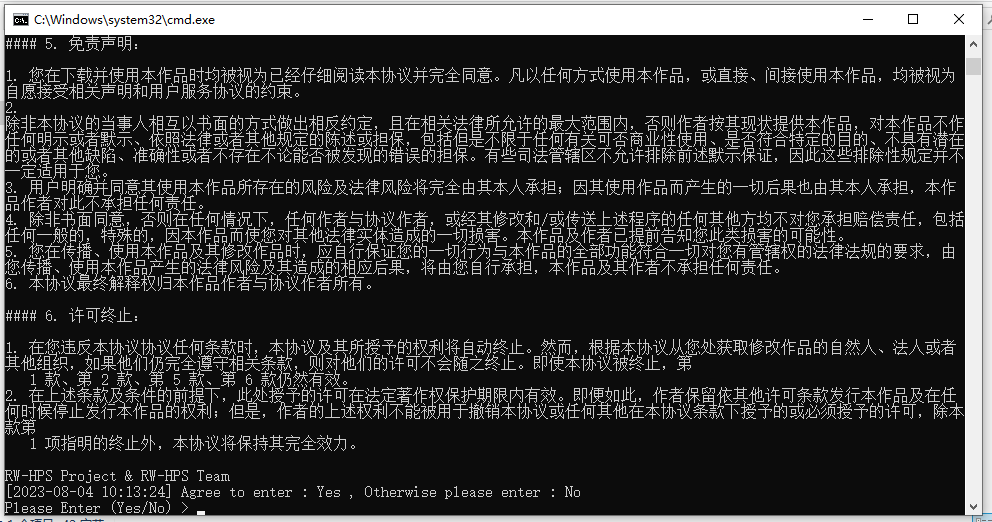 C:\Windows\system32\cmd.exe
#### 5. 免责声明：
1. 您在下载并使用本作品时均被视为已经仔细阅读本协议并完全同意。凡以任何方式使用本作品，或直接、间接使用本作品，均被视为
自愿接受相关声明和用户服务协议的约束。
2.
除非本协议的当事人相互以书面的方式做出相反约定，且在相关法律所允许的最大范围内，否则作者按其现状提供本作品，对本作品不作
任何明示或者默示、依照法律或者其他规定的陈述或担保，包括但是不限于任何有关可否商业性使用、是否符合特定的目的、不具有潜在
的或者其他缺陷、准确性或者不存在不论能否被发现的错误的担保。有些司法管辖区不允许排除前述默示保证，因此这些排除性规定并不
一定适用于您。
3. 用户明确并同意其使用本作品所存在的风险及法律风险将完全由其本人承担；因其使用作品而产生的一切后果也由其本人承担，本作
品作者对此不承担任何责任。
4. 除非书面同意，否则在任何情况下，任何作者与协议作者，或经其修改和/或传送上述程序的任何其他方均不对您承担赔偿责任，包括
任何一般的，特殊的，因本作品而使您对其他法律实体造成的一切损害。本作品及作者已提前告知您此类损害的可能性。
5. 您在传播、使用本作品及其修改作品时，应自行保证您的一切行为与本作品的全部功能符合一切对您有管辖权的法律法规的要求，由
您传播、使用本作品产生的法律风险及其造成的相应后果，将由您自行承担，本作品及其作者不承担任何责任。
6. 本协议最终解释权归本作品作者与协议作者所有。
#### 6. 许可终止：
1. 在您违反本协议协议任何条款时，本协议及其所授予的权利将自动终止。然而，根据本协议从您处获取修改作品的自然人、法人或者
其他组织，如果他们仍完全遵守相关条款，则对他们的许可不会随之终止。即使本协议被终止，第
1 款、第 2 款、第 5 款、第 6 款仍然有效。
2. 在上述条款及条件的前提下，此处授予的许可在法定著作权保护期限内有效。即便如此，作者保留依其他许可条款发行本作品及在任
何时候停止发行本作品的权利；但是，作者的上述权利不能被用于撤销本协议或任何其他在本协议条款下授予的或必须授予的许可，除本
款第
1 项指明的终止外，本协议将保持其完全效力。
RW-HPS Project & RW-HPS Team
[2023-08-04 10:13:24] Agree to enter : Yes , Otherwise please enter : No
Please Enter (Yes/No) >